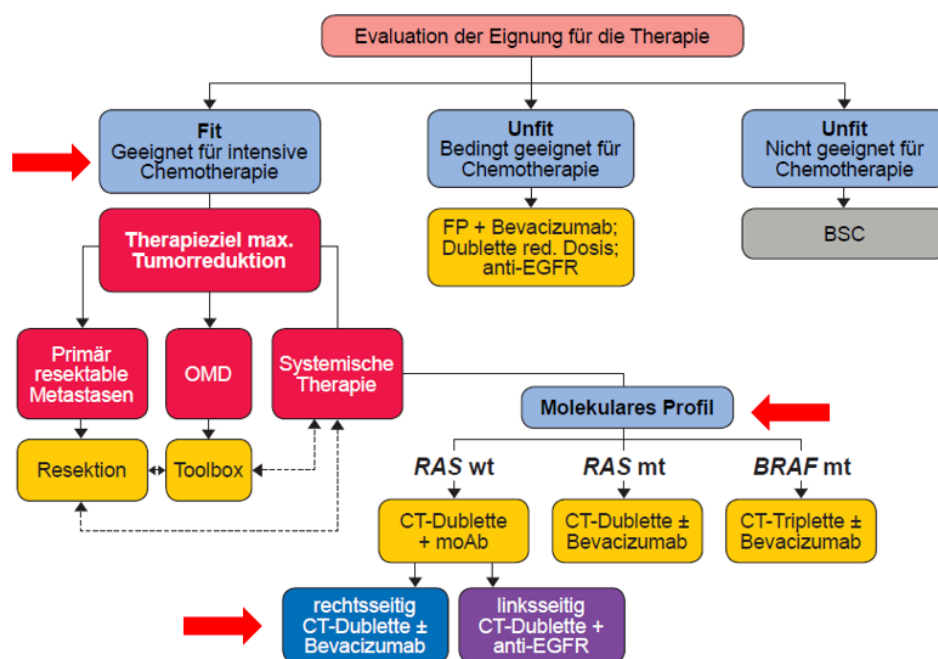 Evaluation der Eignung für die Therapie
Fit
Geeignet für intensive
Chemotherapie
Unfit
Bedingt geeignet für
Chemotherapie
Unfit
Nicht geeignet für
Chemotherapie
Therapieziel max.
Tumorreduktion
FP + Bevacizumab;
Dublette red. Dosis;
anti-EGFR
BSC
Primär
resektable
Metastasen
OMD
Systemische
Therapie
Molekulares Profil
Resektion
Toolbox
RAS wt
RAS mt
BRAF mt
CT-Dublette
+ moAb
CT-Dublette ±
Bevacizumab
CT-Triplette ±
Bevacizumab
rechtsseitig
CT-Dublette ±
Bevacizumab
linksseitig
CT-Dublette +
anti-EGFR